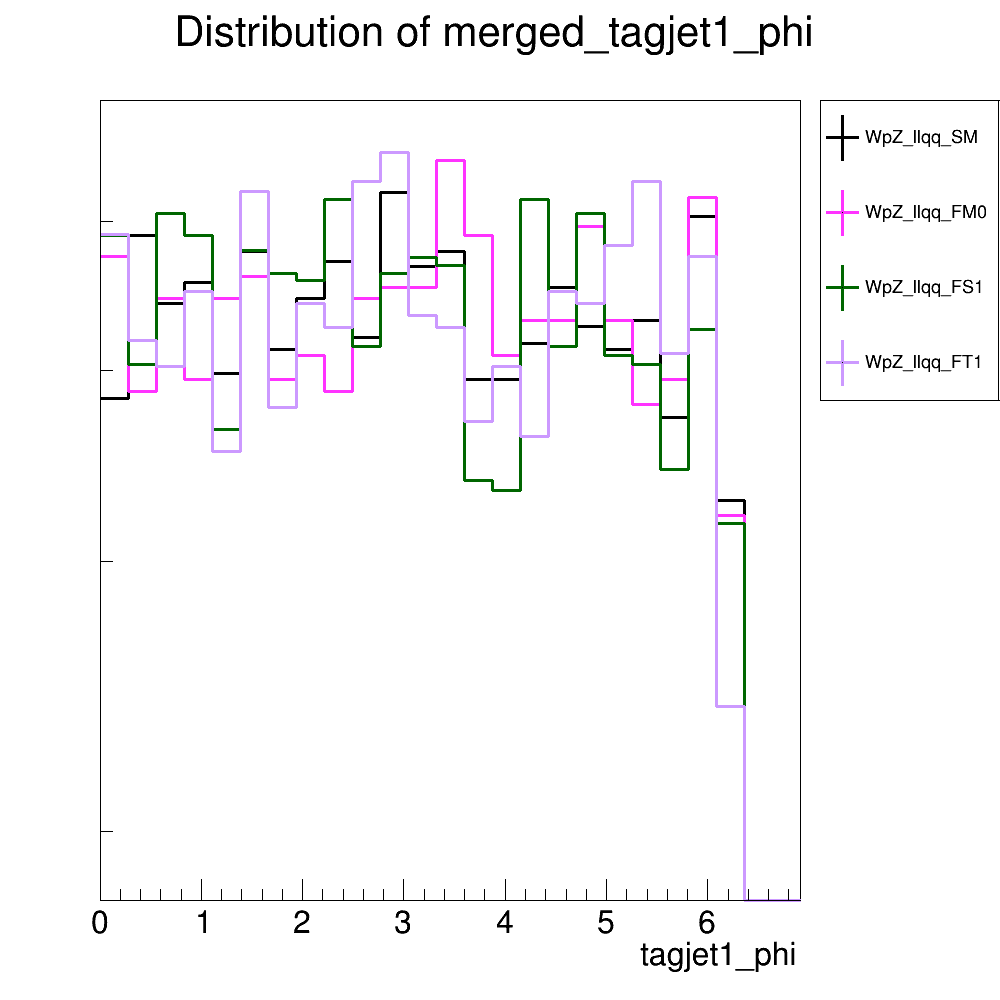 Distribution of merged_tagjet1_phi
WpZ_llqq_SM
WpZ_llqq_FM0
WpZ_llqq_FS1
WpZ_llqq_FT1
0 1 2 3 4 5 6
tagjet1_phi